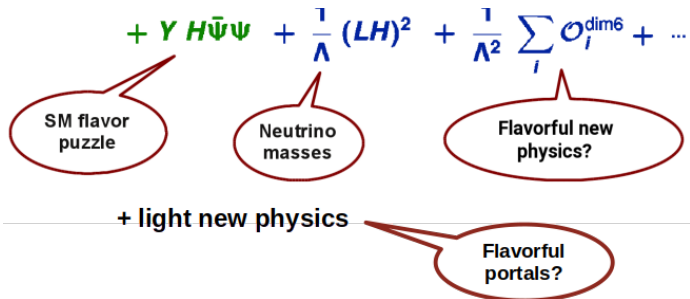 + Y HΨ̄Ψ + 1/Λ (LH)² + 1/Λ² ∑ᵢ 𝒪ᵢ^dim6 + ...
SM flavor
puzzle
Neutrino
masses
Flavorful new
physics?
+ light new physics
Flavorful
portals?